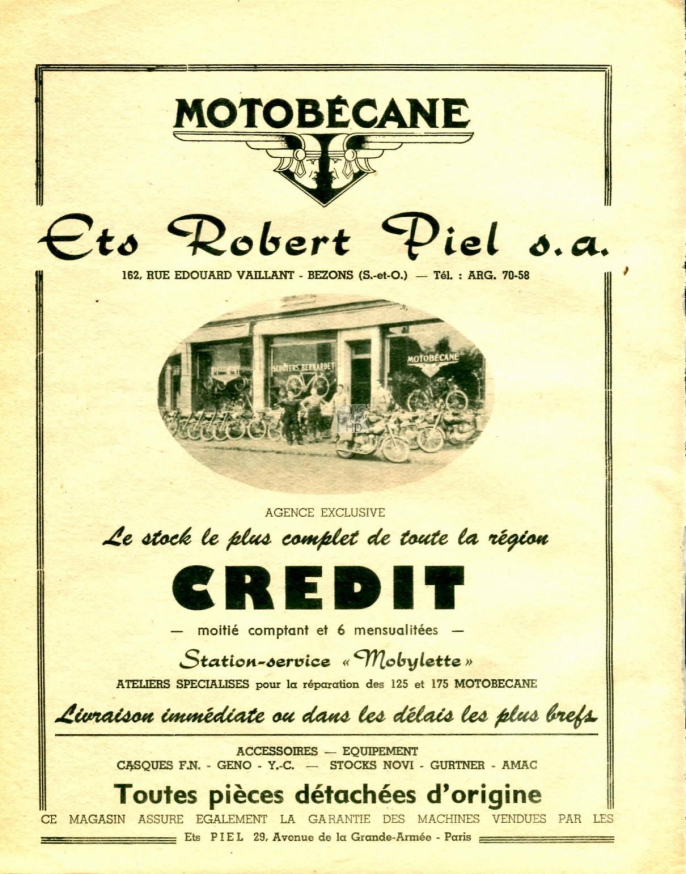 MOTOBÉCANE
Ets Robert Piel s.a.
162, RUE EDOUARD VAILLANT - BEZONS (S.-et-O.) — Tél. : ARG. 70-58
SCOOTERS BERNARDET
MOTOBÉCANE
AGENCE EXCLUSIVE
Le stock le plus complet de toute la région
CREDIT
— moitié comptant et 6 mensualitées —
Station-service « Mobylette »
ATELIERS SPECIALISES pour la réparation des 125 et 175 MOTOBECANE
Livraison immédiate ou dans les délais les plus brefs
ACCESSOIRES — EQUIPEMENT
CASQUES F.N. - GENO - Y.-C. — STOCKS NOVI - GURTNER - AMAC
Toutes pièces détachées d'origine
CE MAGASIN ASSURE EGALEMENT LA GARANTIE DES MACHINES VENDUES PAR LES
Ets PIEL 29, Avenue de la Grande-Armée - Paris